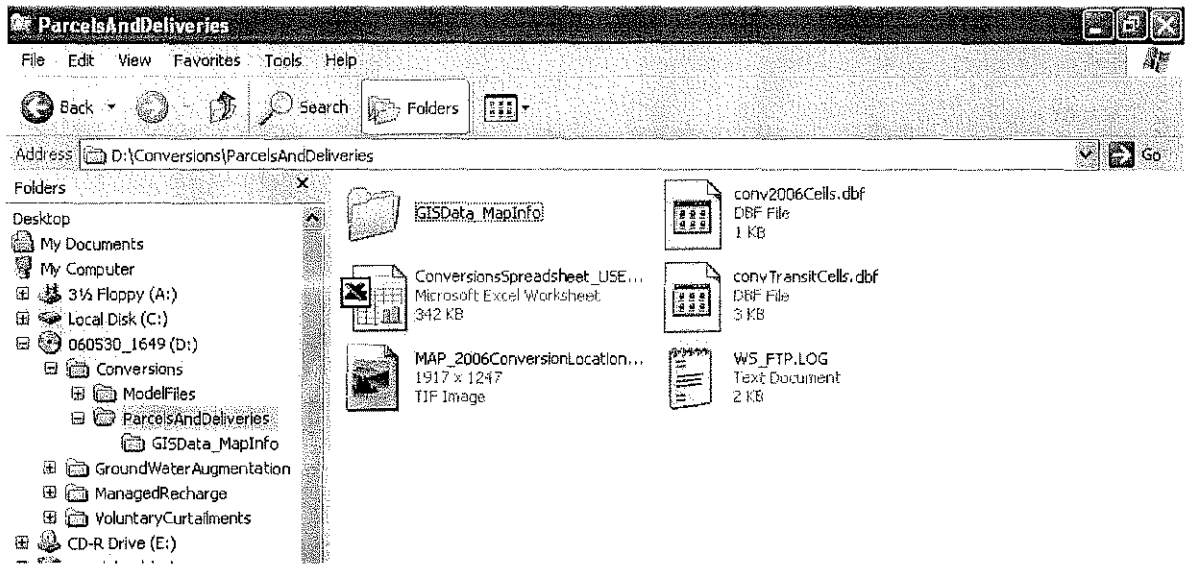 ParcelsAndDeliveries
File Edit View Favorites Tools Help
Back Search Folders
Address D:\Conversions\ParcelsAndDeliveries Go
Folders
Desktop
My Documents
My Computer
3½ Floppy (A:)
Local Disk (C:)
060530_1649 (D:)
Conversions
ModelFiles
ParcelsAndDeliveries
GISData_MapInfo
GroundWaterAugmentation
ManagedRecharge
VoluntaryCurtailments
CD-R Drive (E:)
GISData_MapInfo
conv2006Cells.dbf
DBF File
1 KB
ConversionsSpreadsheet_USE...
Microsoft Excel Worksheet
342 KB
convTransitCells.dbf
DBF File
3 KB
MAP_2006ConversionLocation...
1917 x 1247
TIF Image
WS_FTP.LOG
Text Document
2 KB